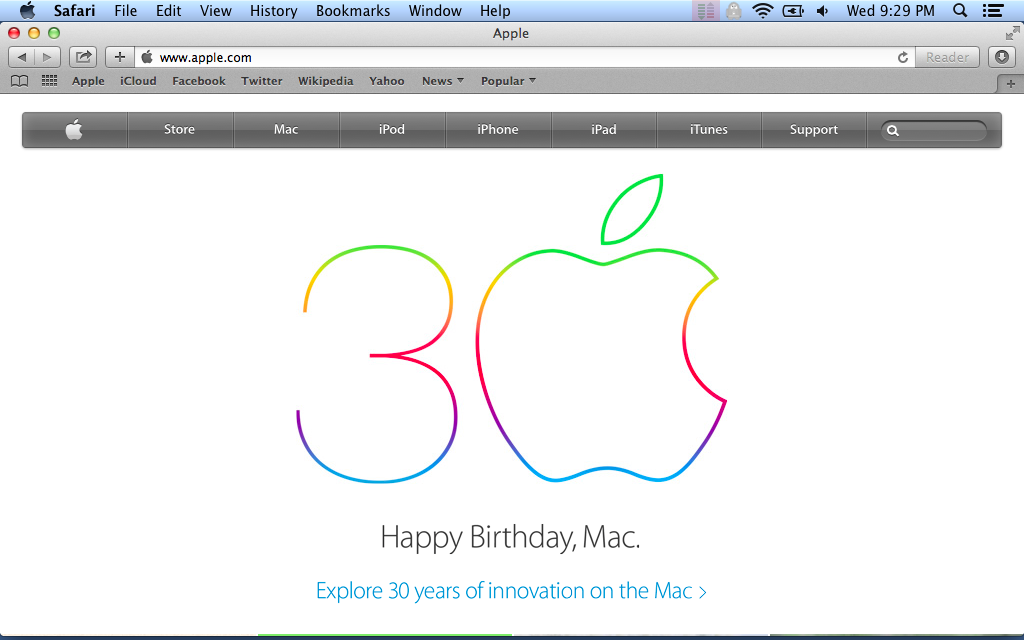 Safari File Edit View History Bookmarks Window Help Wed 9:29 PM
Apple
www.apple.com Reader
Apple iCloud Facebook Twitter Wikipedia Yahoo News Popular
Store Mac iPod iPhone iPad iTunes Support
3
Happy Birthday, Mac.
Explore 30 years of innovation on the Mac >